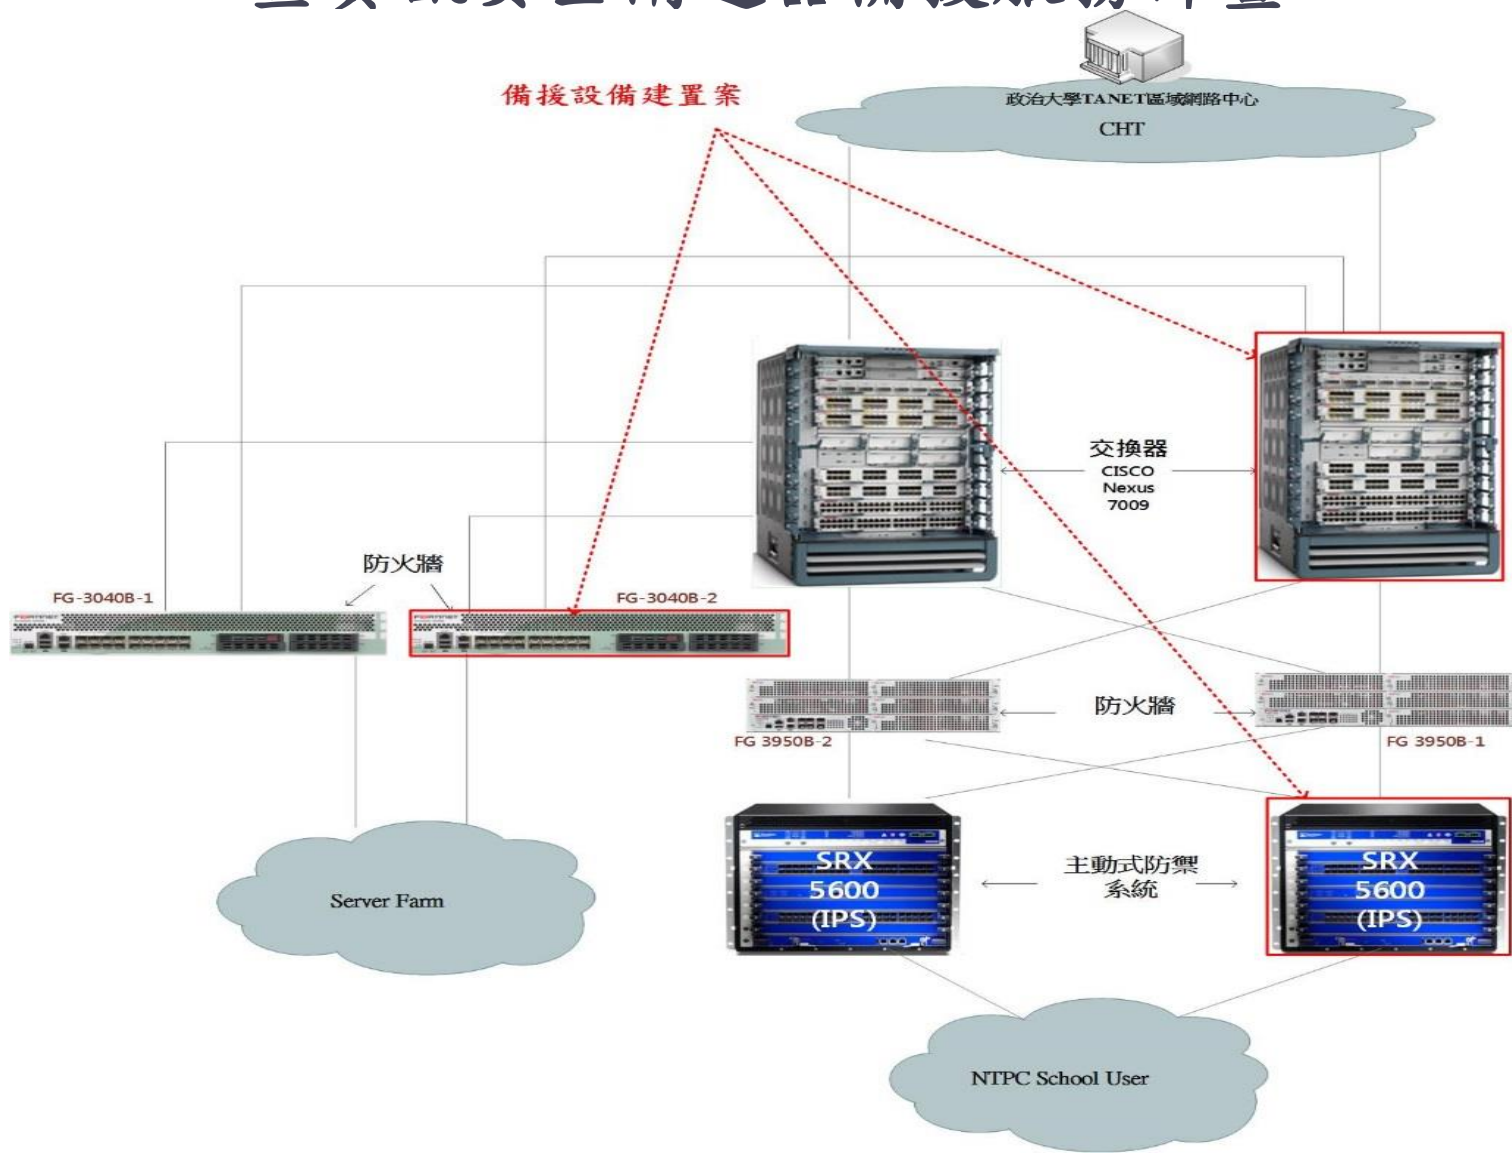 備援設備建置案
政治大學TANET區域網路中心
CHT
交換器
CISCO
Nexus
7009
防火牆
FG-3040B-1
FG-3040B-2
防火牆
FG 3950B-2
FG 3950B-1
SRX
5600
(IPS)
主動式防禦
系統
SRX
5600
(IPS)
Server Farm
NTPC School User